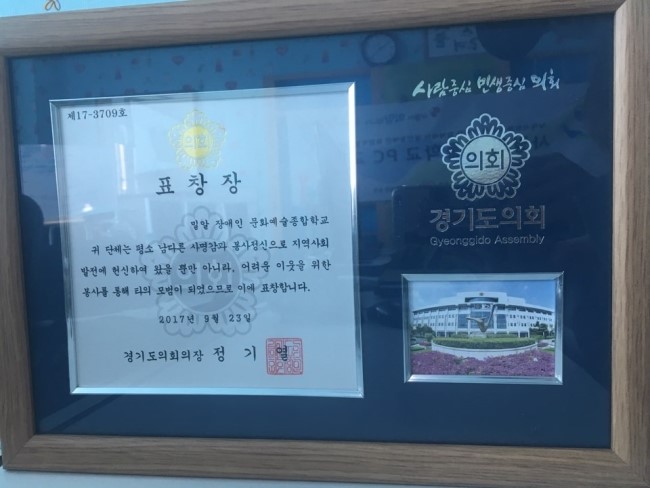 제17-3709호
의회
표창장
밀알 장애인 문화예술종합학교
귀 단체는 평소 남다른 사명감과 봉사정신으로 지역사회
발전에 헌신하여 왔을 뿐만 아니라, 어려운 이웃을 위한
봉사를 통해 타의 모범이 되었으므로 이에 표창합니다.
2017년 9월 23일
경기도의회의장 정기열
사람중심 민생중심 의회
의회
경기도의회
Gyeonggido Assembly